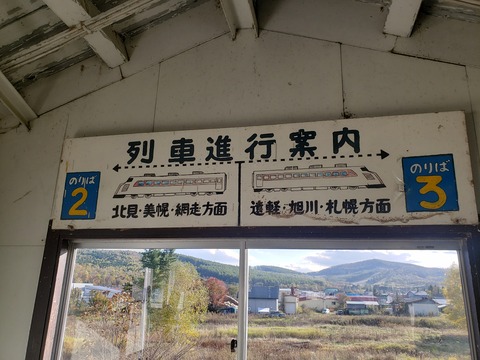 列車進行案内
のりば
2
北見・美幌・網走方面
遠軽・旭川・札幌方面
のりば
3